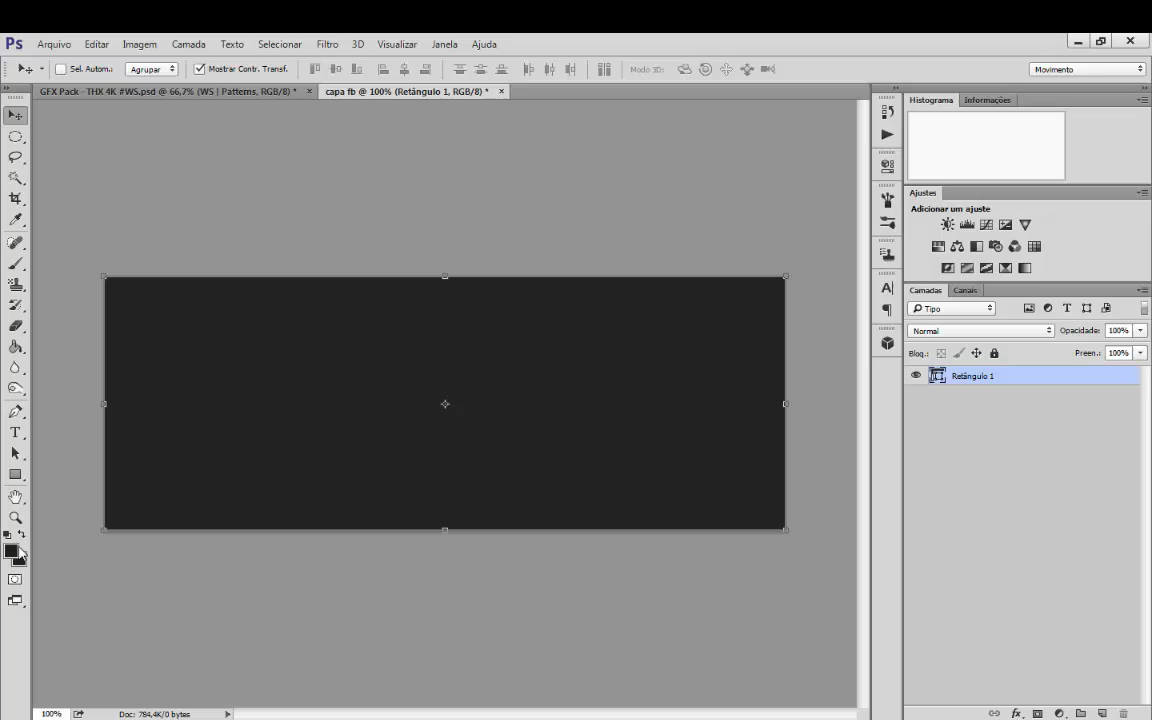 Ps Arquivo Editar Imagem Camada Texto Selecionar Filtro 3D Visualizar Janela Ajuda
Sel. Autom.: Agrupar Mostrar Contr. Transf. Modo 3D: Movimento
GFX Pack - THX 4K #WS.psd @ 66,7% (WS | Patterns, RGB/8) * × capa fb @ 100% (Retângulo 1, RGB/8) * ×
Histograma Informações
Ajustes
Adicionar um ajuste
Camadas Canais
Tipo
Normal Opacidade: 100%
Bloq.: Preen.: 100%
Retângulo 1
100% Doc: 784,4K/0 bytes